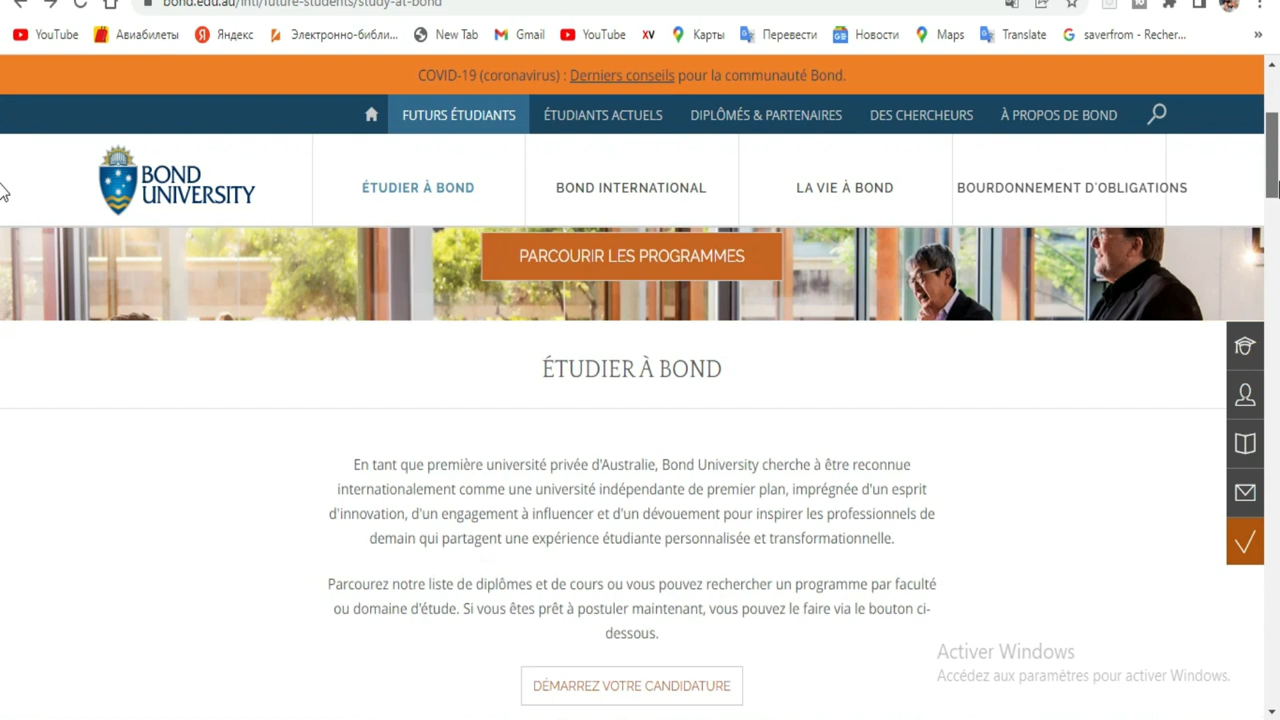 bond.edu.au/intl/future-students/study-at-bond
YouTube
Авиабилеты
Яндекс
Электронно-библи...
New Tab
Gmail
YouTube
XV
Карты
Перевести
Новости
Maps
Translate
saverfrom - Recher...
»
COVID-19 (coronavirus) : Derniers conseils pour la communauté Bond.
FUTURS ÉTUDIANTS
ÉTUDIANTS ACTUELS
DIPLÔMÉS & PARTENAIRES
DES CHERCHEURS
À PROPOS DE BOND
BOND
UNIVERSITY
ÉTUDIER À BOND
BOND INTERNATIONAL
LA VIE À BOND
BOURDONNEMENT D'OBLIGATIONS
PARCOURIR LES PROGRAMMES
ÉTUDIER À BOND
En tant que première université privée d'Australie, Bond University cherche à être reconnue
internationalement comme une université indépendante de premier plan, imprégnée d'un esprit
d'innovation, d'un engagement à influencer et d'un dévouement pour inspirer les professionnels de
demain qui partagent une expérience étudiante personnalisée et transformationnelle.
Parcourez notre liste de diplômes et de cours ou vous pouvez rechercher un programme par faculté
ou domaine d'étude. Si vous êtes prêt à postuler maintenant, vous pouvez le faire via le bouton ci-
dessous.
DÉMARREZ VOTRE CANDIDATURE
Activer Windows
Accédez aux paramètres pour activer Windows.